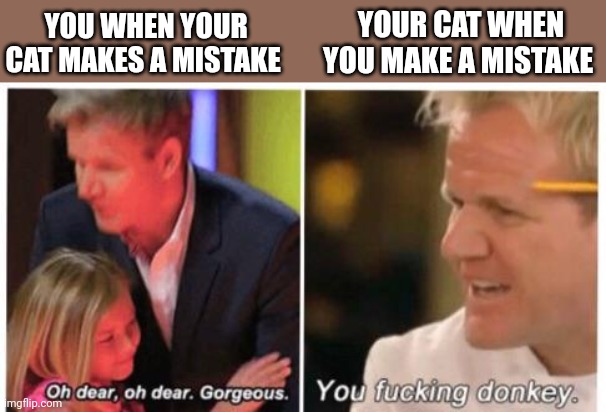 YOU WHEN YOUR
CAT MAKES A MISTAKE
YOUR CAT WHEN
YOU MAKE A MISTAKE
Oh dear, oh dear. Gorgeous.
You fucking donkey.
imgflip.com